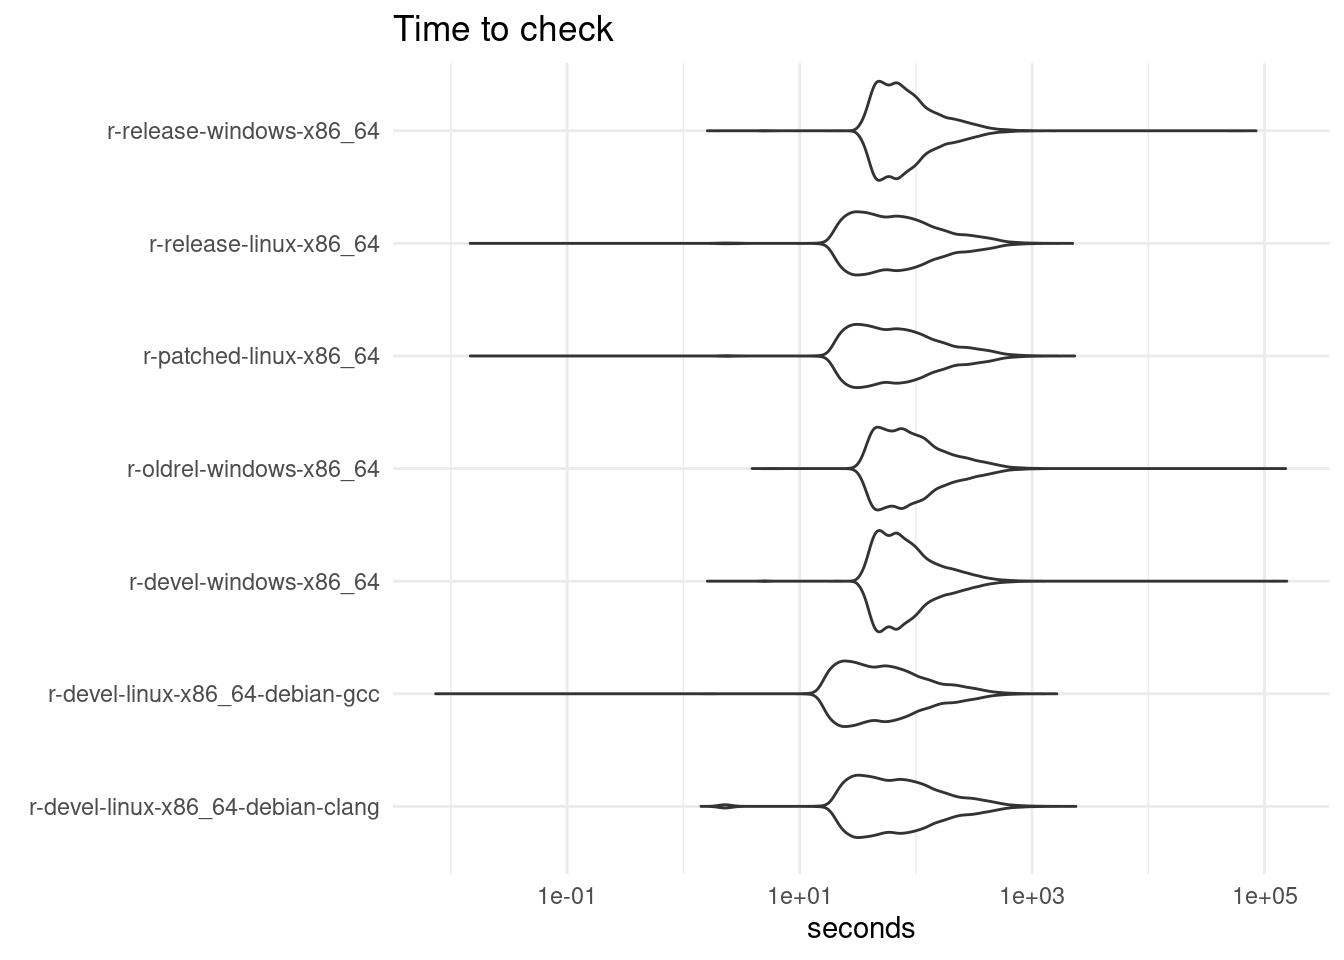 Time to check
r-release-windows-x86_64
r-release-linux-x86_64
r-patched-linux-x86_64
r-oldrel-windows-x86_64
r-devel-windows-x86_64
r-devel-linux-x86_64-debian-gcc
r-devel-linux-x86_64-debian-clang
1e-01 1e+01 1e+03 1e+05
seconds